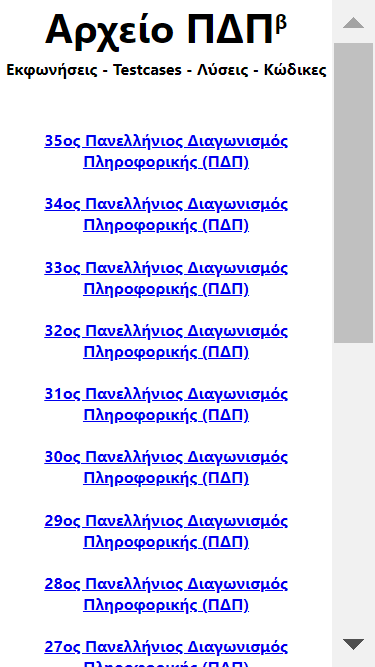 Αρχείο ΠΔΠᵝ
Εκφωνήσεις - Testcases - Λύσεις - Κώδικες
35ος Πανελλήνιος Διαγωνισμός
Πληροφορικής (ΠΔΠ)
34ος Πανελλήνιος Διαγωνισμός
Πληροφορικής (ΠΔΠ)
33ος Πανελλήνιος Διαγωνισμός
Πληροφορικής (ΠΔΠ)
32ος Πανελλήνιος Διαγωνισμός
Πληροφορικής (ΠΔΠ)
31ος Πανελλήνιος Διαγωνισμός
Πληροφορικής (ΠΔΠ)
30ος Πανελλήνιος Διαγωνισμός
Πληροφορικής (ΠΔΠ)
29ος Πανελλήνιος Διαγωνισμός
Πληροφορικής (ΠΔΠ)
28ος Πανελλήνιος Διαγωνισμός
Πληροφορικής (ΠΔΠ)
27ος Πανελλήνιος Διαγωνισμός
Πληροφορικής (ΠΔΠ)